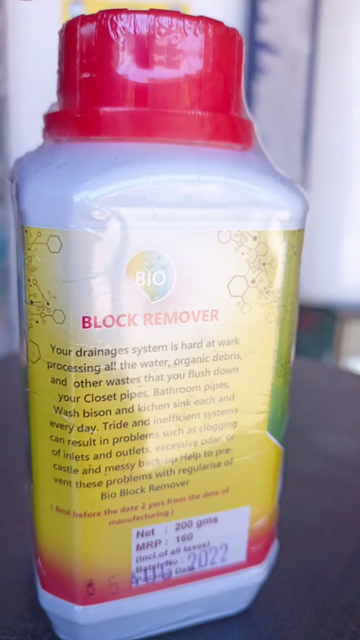 BIO
BLOCK REMOVER
Your drainages system is hard at wark
processing all the water, organic debris,
and other wastes that you flush down
your Closet pipes, Bathroom pipes,
Wash bison and kichen sink each and
every day. Tride and inefficient systems
can result in problems such as clogging
of inlets and outlets, excessive odar, or
castle and messy back up Help to pre-
vent these problems with regularise of
Bio Block Remover
( Best before the date 2 yers.from the date of
manufacturing.)
Net : 200 gms
MRP : 160
(Incl.of all taxes)
Batch No :
Packed Date
2022